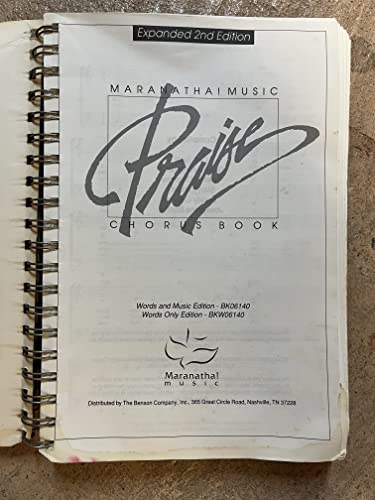 Expanded 2nd Edition
MARANATHA! MUSIC
Praise
CHORUS BOOK
Words and Music Edition - BK06140
Words Only Edition - BKW06140
Maranatha!
music
Distributed by The Benson Company, Inc., 365 Great Circle Road, Nashville, TN 37228